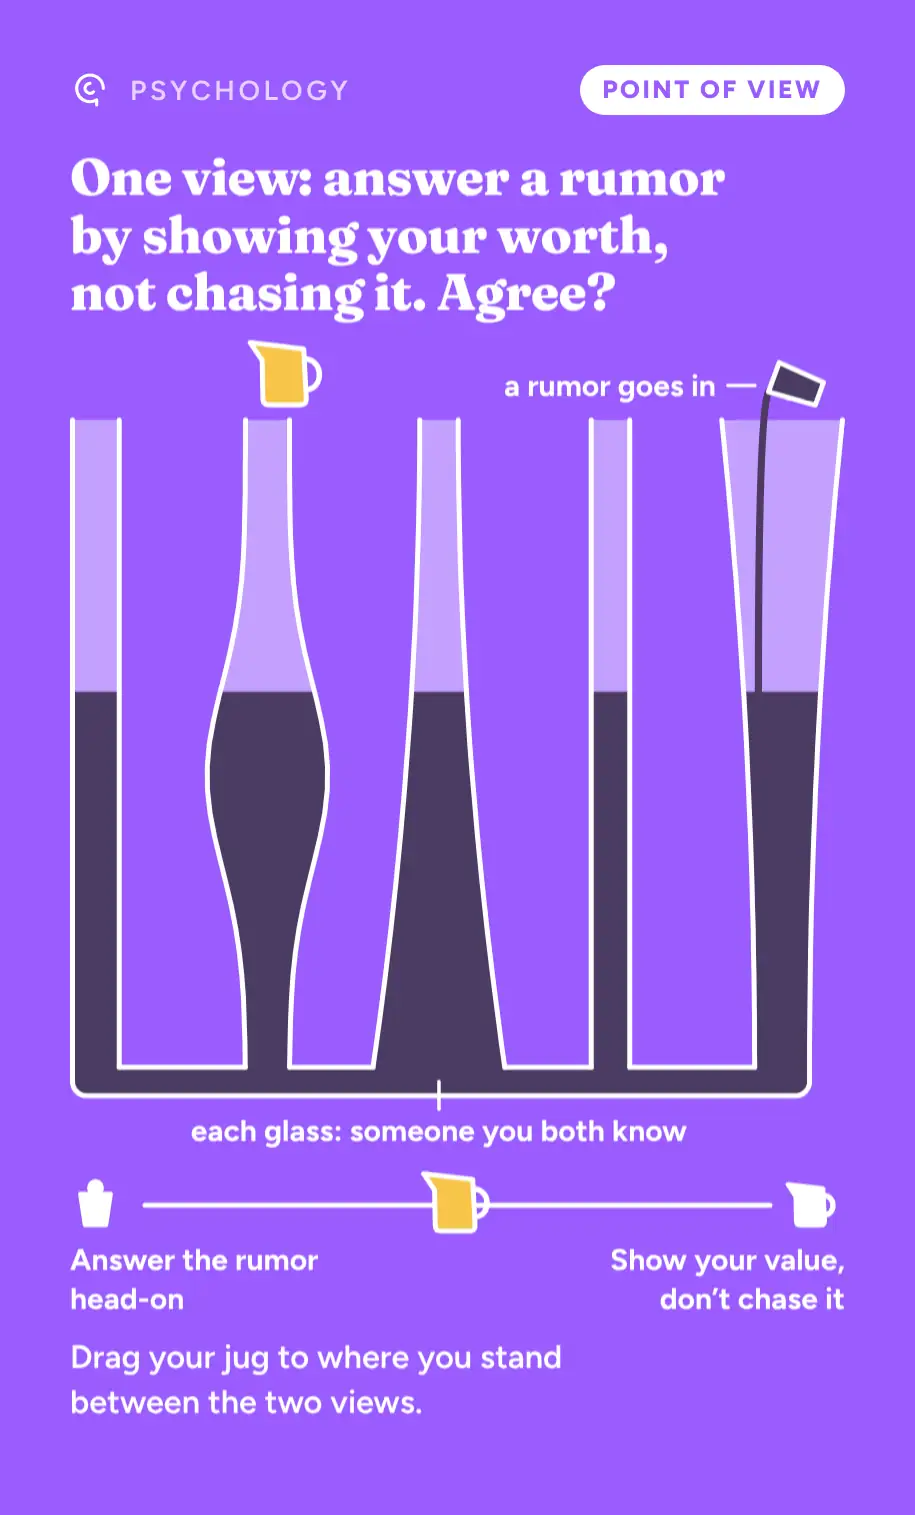 PSYCHOLOGY
POINT OF VIEW
One view: answer a rumor
by showing your worth,
not chasing it. Agree?
a rumor goes in
each glass: someone you both know
Answer the rumor
head-on
Show your value,
don’t chase it
Drag your jug to where you stand
between the two views.